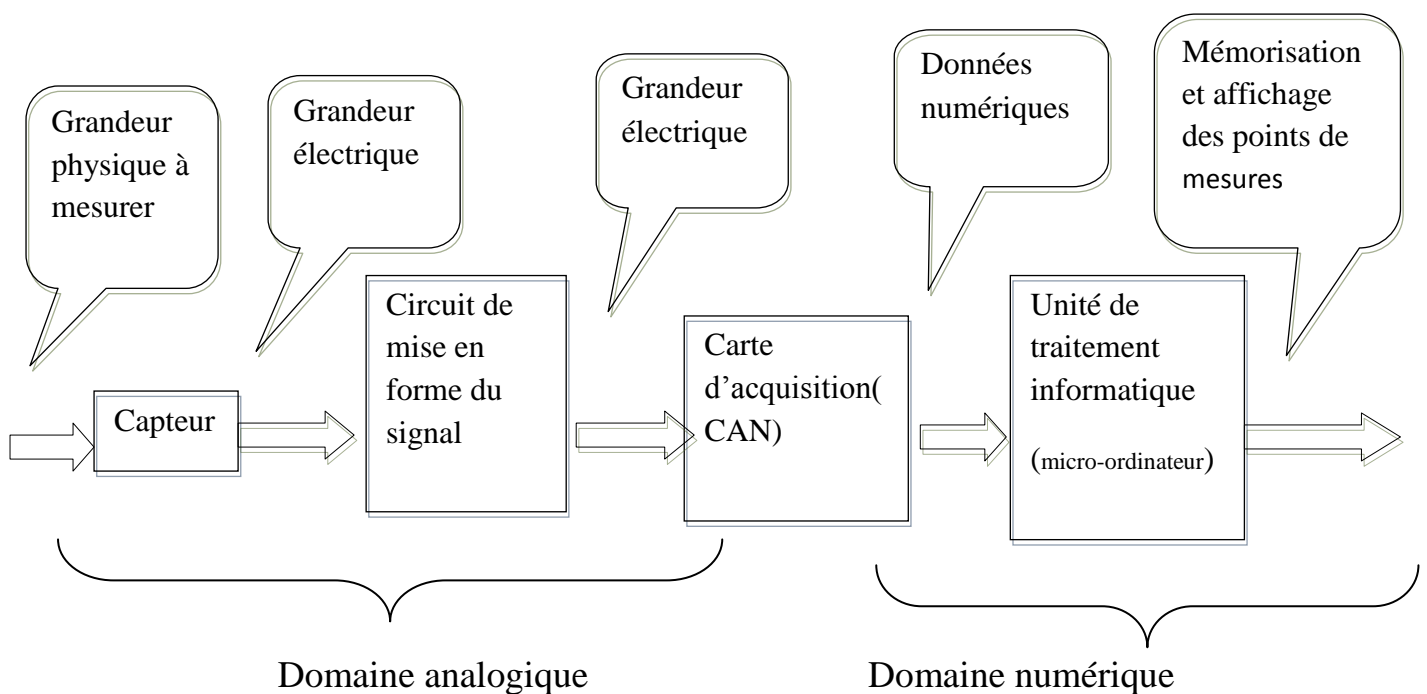 Grandeur
physique à
mesurer
Grandeur
électrique
Grandeur
électrique
Données
numériques
Mémorisation
et affichage
des points de
mesures
Capteur
Circuit de
mise en
forme du
signal
Carte
d’acquisition(
CAN)
Unité de
traitement
informatique
(micro-ordinateur)
Domaine analogique
Domaine numérique